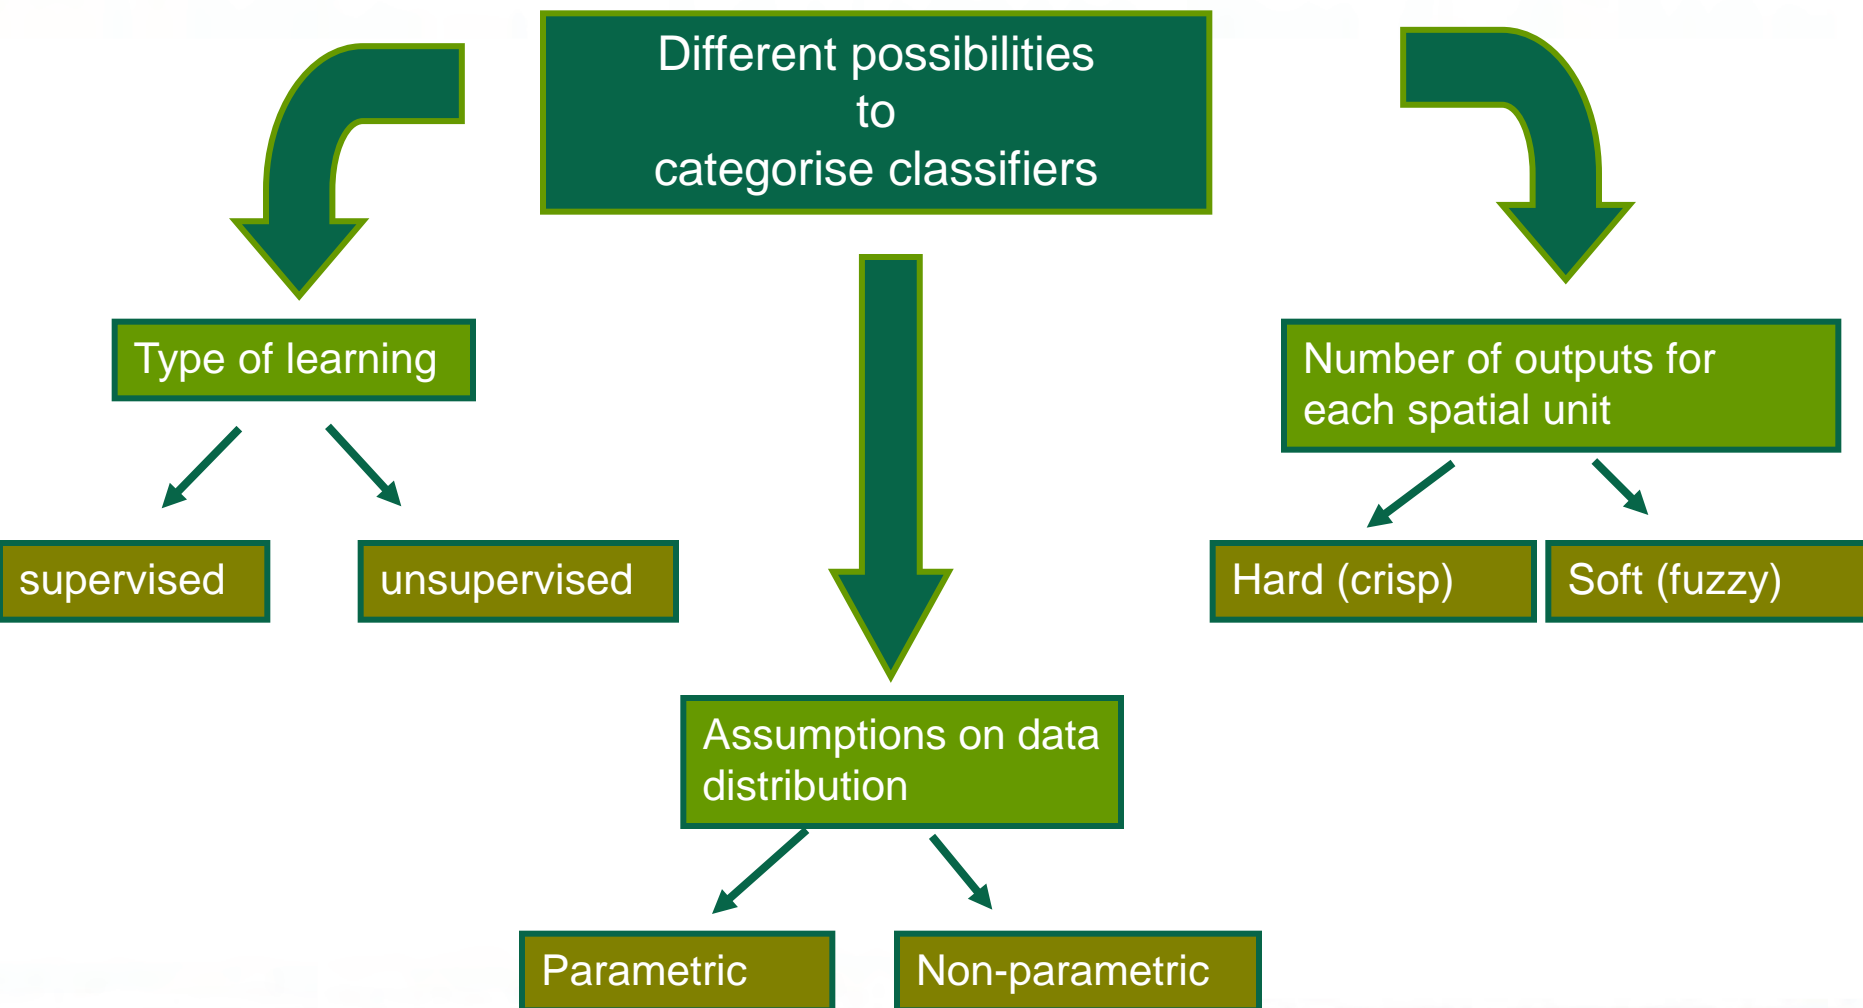 Different possibilities
to
categorise classifiers
Type of learning
Number of outputs for
each spatial unit
supervised
unsupervised
Hard (crisp)
Soft (fuzzy)
Assumptions on data
distribution
Parametric
Non-parametric